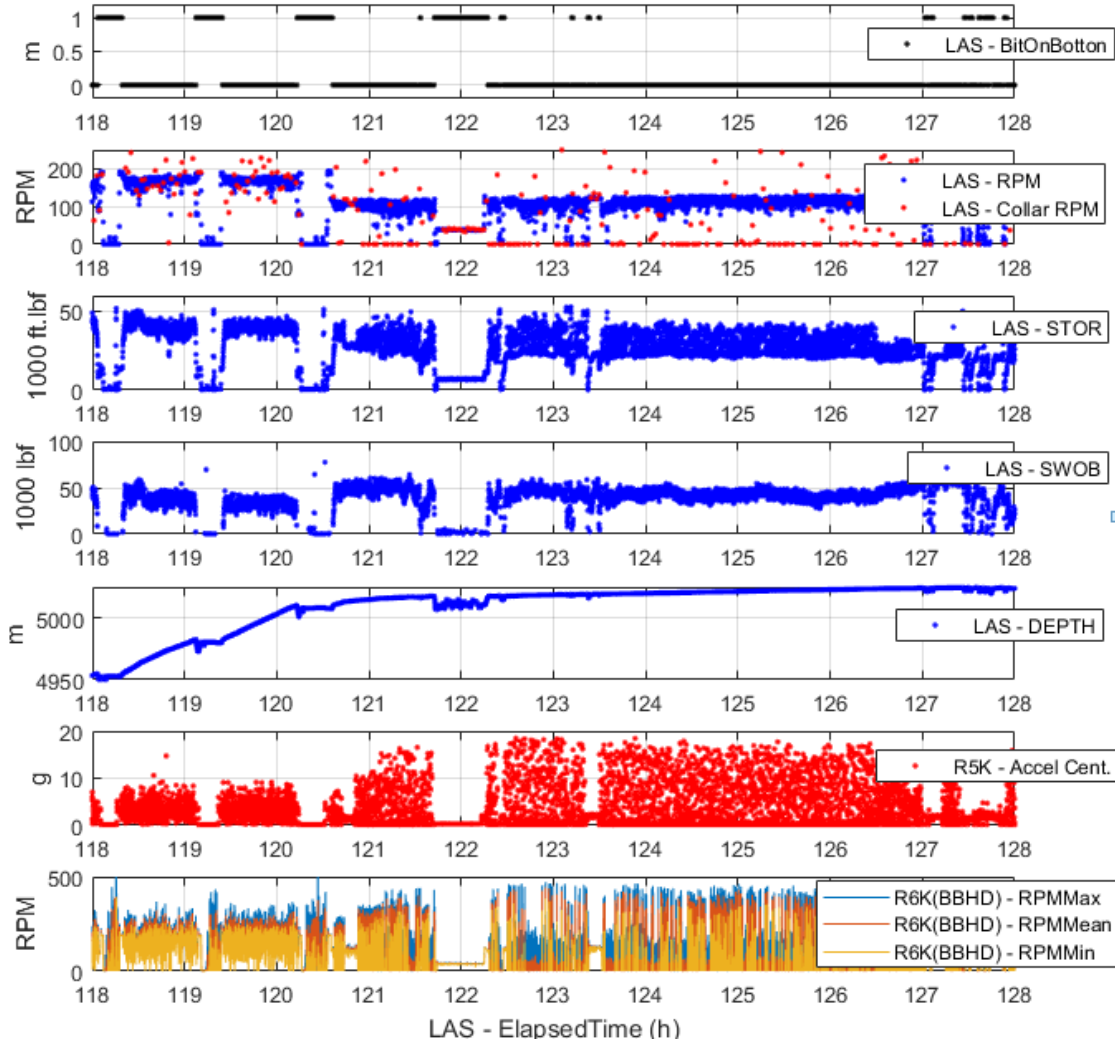 1
m 0.5
LAS - BitOnBotton
0
118 119 120 121 122 123 124 125 126 127 128
200
RPM 100
LAS - RPM
LAS - Collar RPM
0
118 119 120 121 122 123 124 125 126 127 128
50
1000 ft.lbf
LAS - STOR
0
118 119 120 121 122 123 124 125 126 127 128
100
1000 lbf 50
LAS - SWOB
0
118 119 120 121 122 123 124 125 126 127 128
5000
m
LAS - DEPTH
4950
118 119 120 121 122 123 124 125 126 127 128
20
g 10
R5K - Accel Cent.
0
118 119 120 121 122 123 124 125 126 127 128
500
RPM
R6K(BBHD) - RPMMax
R6K(BBHD) - RPMMean
R6K(BBHD) - RPMMin
0
118 119 120 121 122 123 124 125 126 127 128
LAS - ElapsedTime (h)